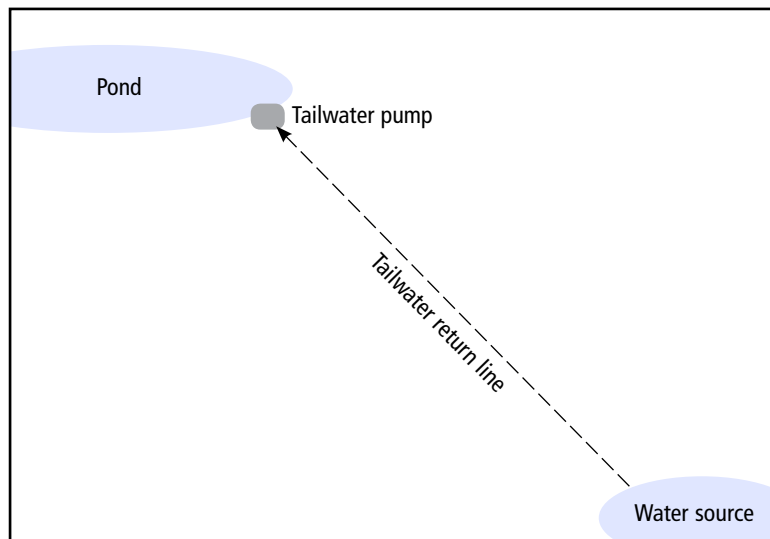 Pond
Tailwater pump
Tailwater return line
Water source